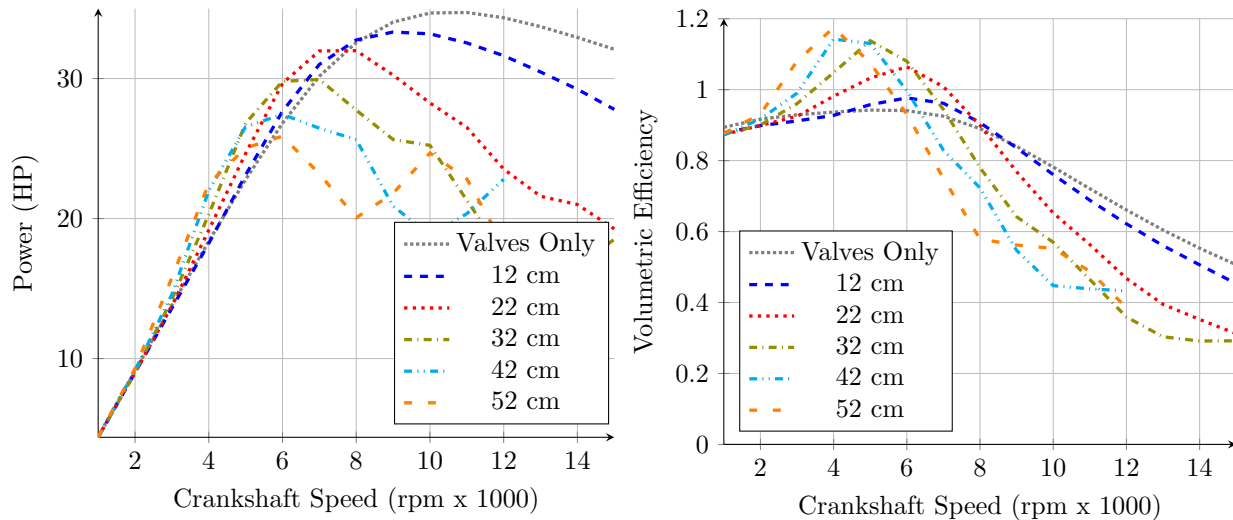 Power (HP)
30
20
10
2 4 6 8 10 12 14
Crankshaft Speed (rpm x 1000)
Valves Only
12 cm
22 cm
32 cm
42 cm
52 cm
Volumetric Efficiency
1.2
1
0.8
0.6
0.4
0.2
0
2 4 6 8 10 12 14
Crankshaft Speed (rpm x 1000)
Valves Only
12 cm
22 cm
32 cm
42 cm
52 cm